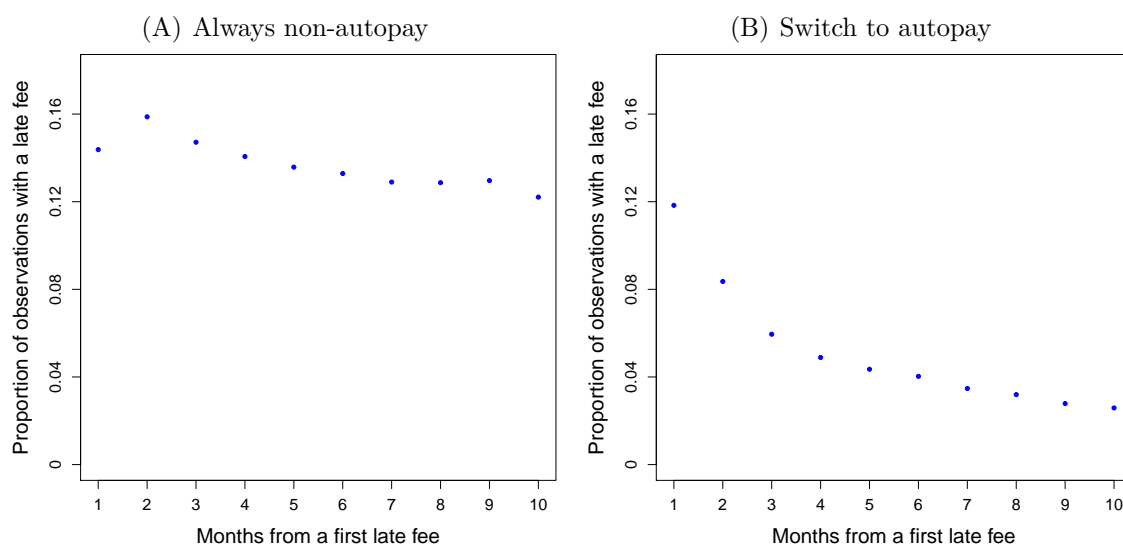 (A) Always non-autopay
Proportion of observations with a late fee
0.16
0.12
0.08
0.04
0
1 2 3 4 5 6 7 8 9 10
Months from a first late fee
(B) Switch to autopay
Proportion of observations with a late fee
0.16
0.12
0.08
0.04
0
1 2 3 4 5 6 7 8 9 10
Months from a first late fee